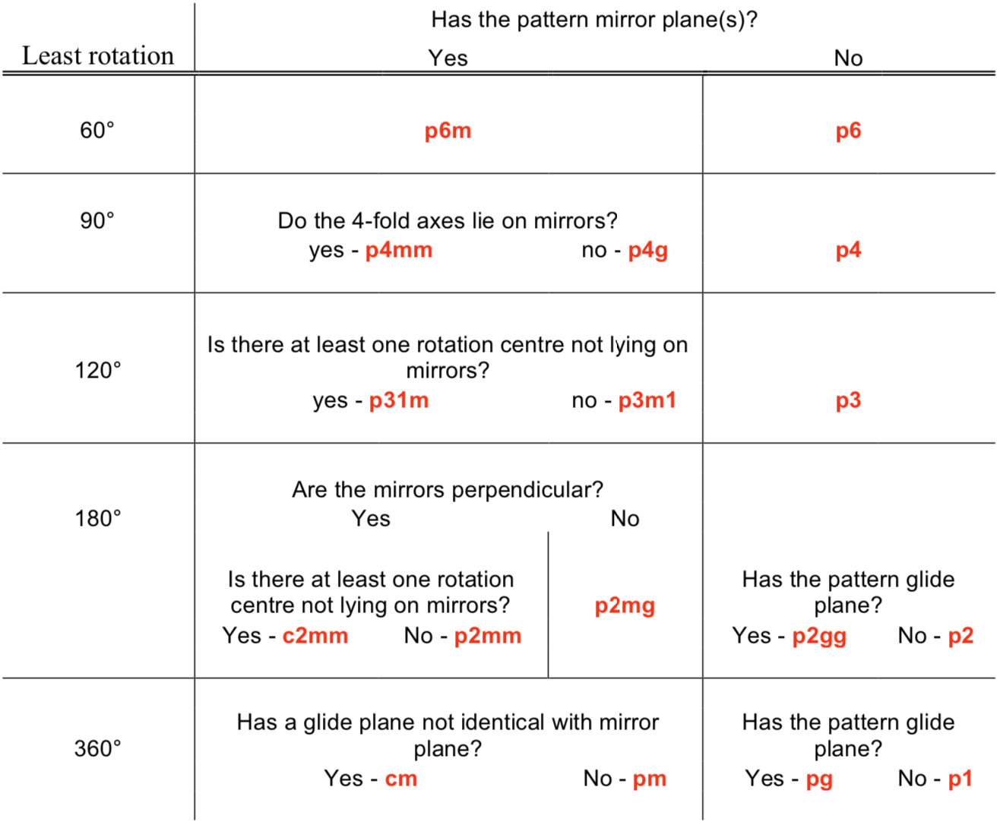 Has the pattern mirror plane(s)?
Least rotation Yes No
60° p6m p6
90° Do the 4-fold axes lie on mirrors?
yes - p4mm no - p4g p4
Is there at least one rotation centre not lying on
120° mirrors?
yes - p31m no - p3m1 p3
Are the mirrors perpendicular?
180° Yes No
Is there at least one rotation Has the pattern glide
centre not lying on mirrors? p2mg plane?
Yes - c2mm No - p2mm Yes - p2gg No - p2
Has a glide plane not identical with mirror Has the pattern glide
360° plane? plane?
Yes - cm No - pm Yes - pg No - p1